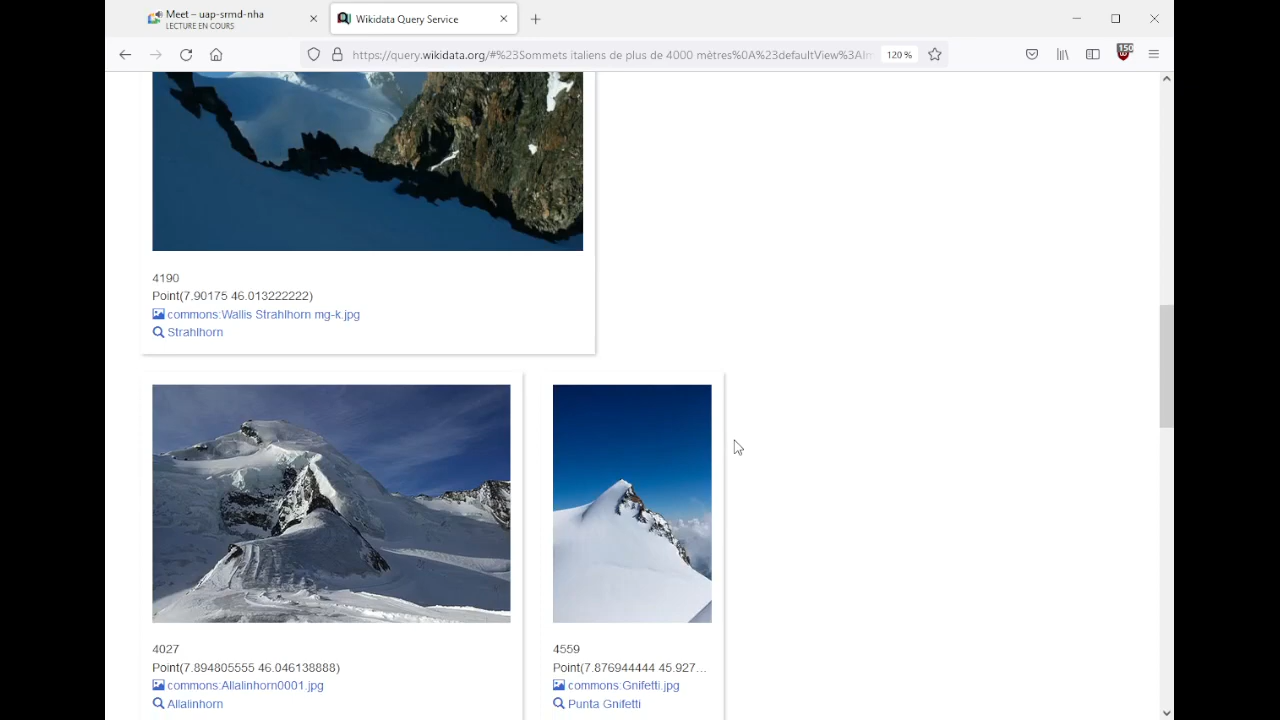 Meet – uap-srmd-nha
LECTURE EN COURS
Wikidata Query Service
https://query.wikidata.org/#%23Sommets italiens de plus de 4000 mètres%0A%23defaultView%3AIm
120 %
150
4190
Point(7.90175 46.013222222)
commons:Wallis Strahlhorn mg-k.jpg
Strahlhorn
4027
Point(7.894805555 46.046138888)
commons:Allalinhorn0001.jpg
Allalinhorn
4559
Point(7.876944444 45.927...
commons:Gnifetti.jpg
Punta Gnifetti